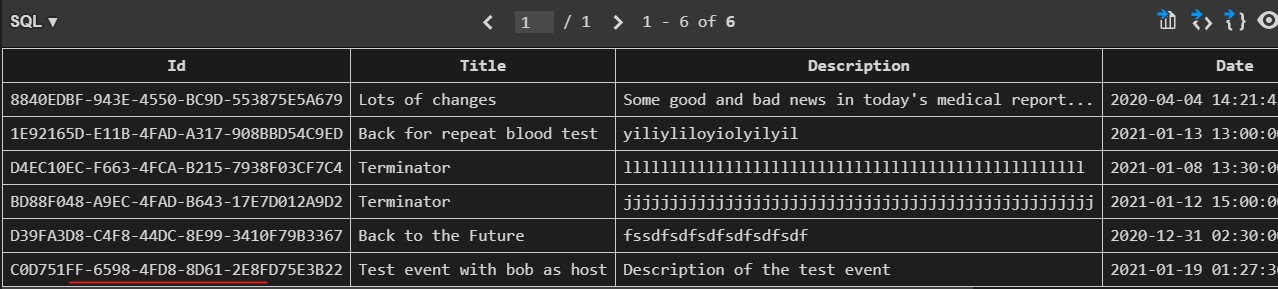 SQL ▼ < 1 / 1 > 1 - 6 of 6
Id Title Description Date
8840EDBF-943E-4550-BC9D-553875E5A679 Lots of changes Some good and bad news in today's medical report... 2020-04-04 14:21:4
1E92165D-E11B-4FAD-A317-908BBD54C9ED Back for repeat blood test yiliyliloyiolyilyil 2021-01-13 13:00:0
D4EC10EC-F663-4FCA-B215-7938F03CF7C4 Terminator llllllllllllllllllllllllllllllllllllllllllllllllll 2021-01-08 13:30:0
BD88F048-A9EC-4FAD-B643-17E7D012A9D2 Terminator jjjjjjjjjjjjjjjjjjjjjjjjjjjjjjjjjjjjjjjjjjjjjjjjjjj 2021-01-12 15:00:0
D39FA3D8-C4F8-44DC-8E99-3410F79B3367 Back to the Future fssdfsdfsdfsdfsdfsdf 2020-12-31 02:30:0
C0D751FF-6598-4FD8-8D61-2E8FD75E3B22 Test event with bob as host Description of the test event 2021-01-19 01:27:3